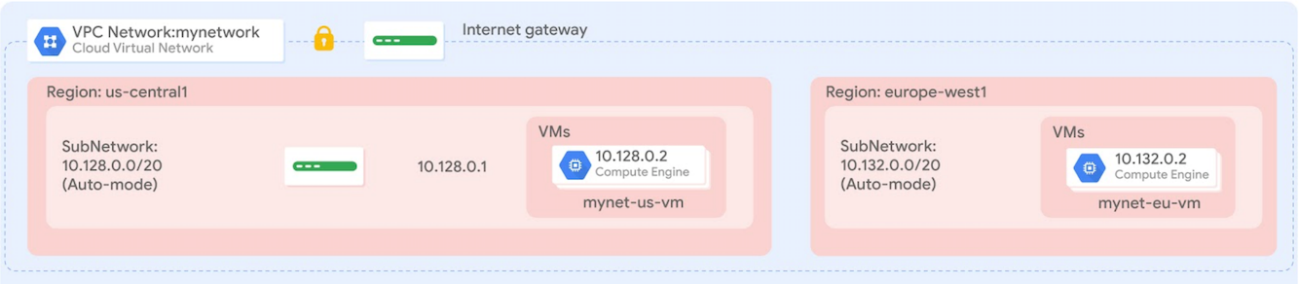 VPC Network:mynetwork
Cloud Virtual Network
Internet gateway
Region: us-central1
SubNetwork:
10.128.0.0/20
(Auto-mode)
10.128.0.1
VMs
10.128.0.2
Compute Engine
mynet-us-vm
Region: europe-west1
SubNetwork:
10.132.0.0/20
(Auto-mode)
VMs
10.132.0.2
Compute Engine
mynet-eu-vm